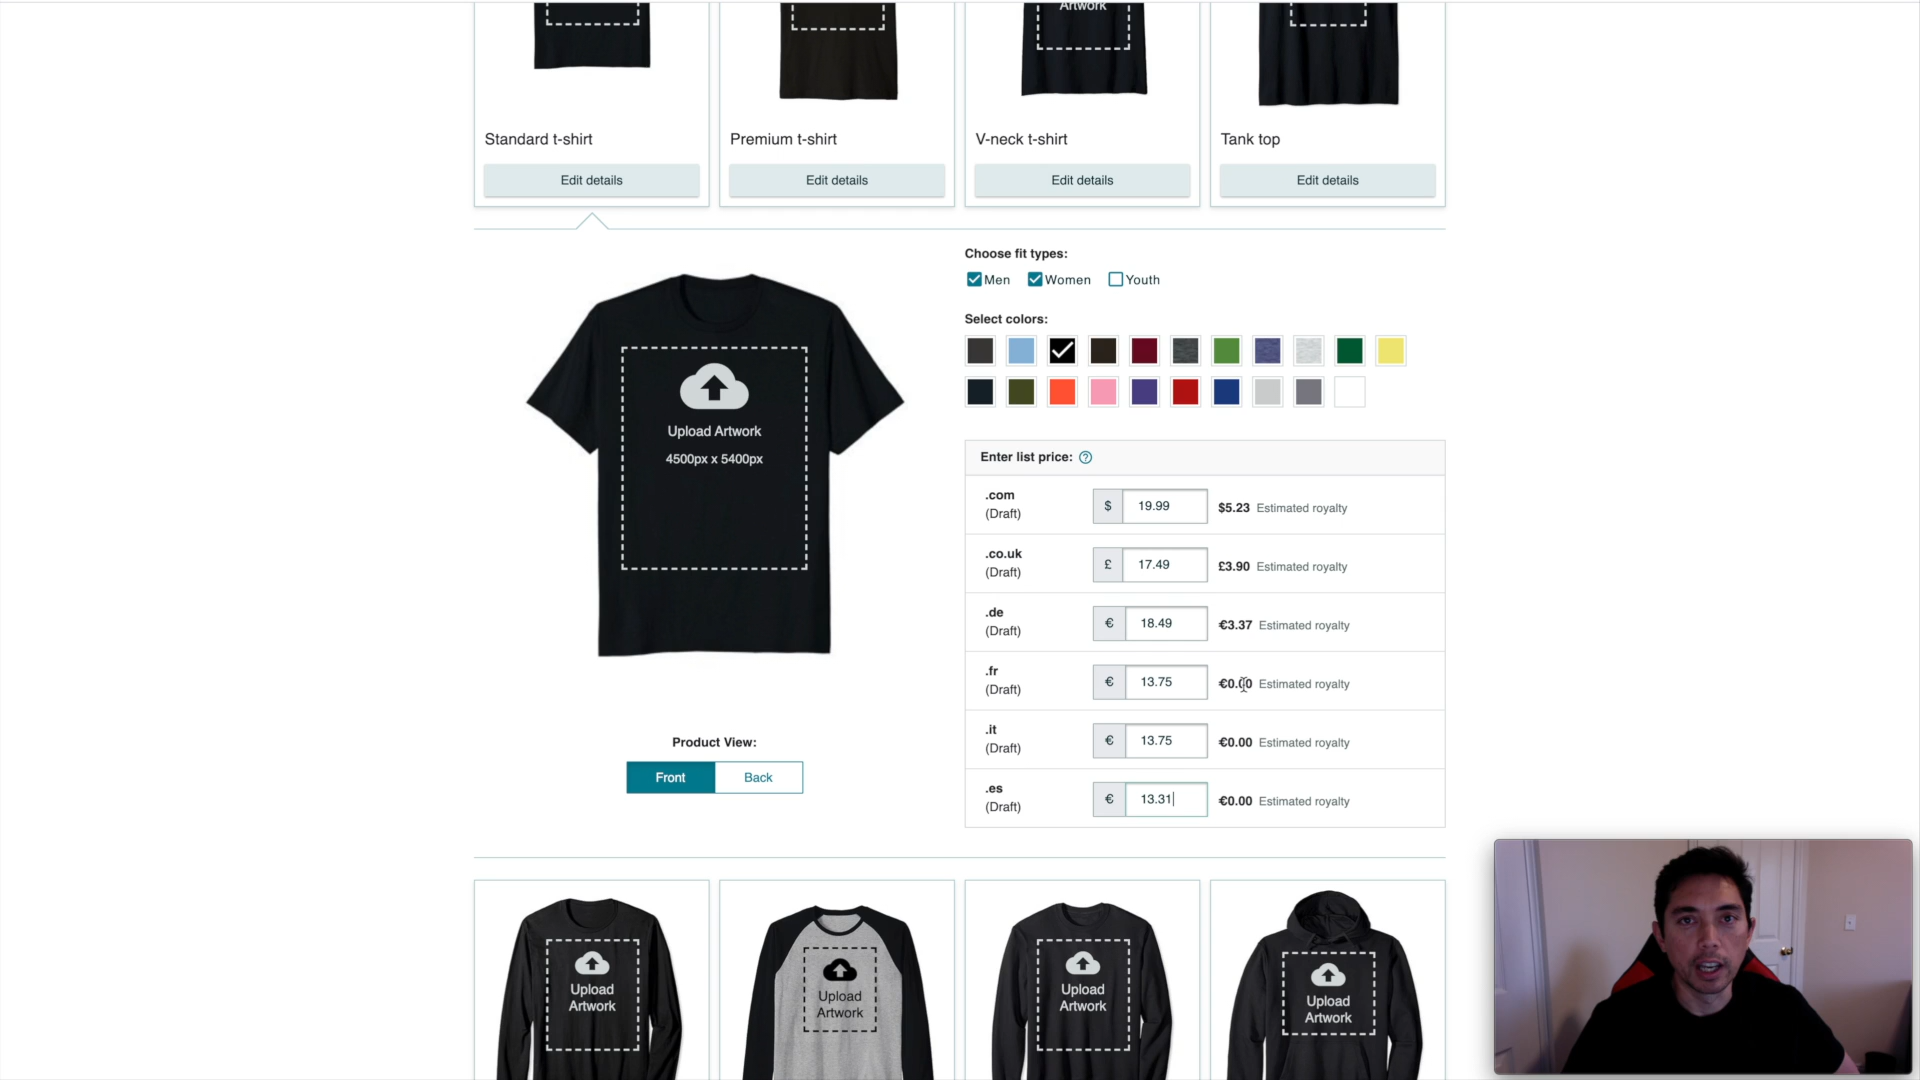 Artwork
Standard t-shirt
Premium t-shirt
V-neck t-shirt
Tank top
Edit details
Edit details
Edit details
Edit details
Choose fit types:
Men
Women
Youth
Select colors:
Upload Artwork
4500px x 5400px
Enter list price: ?
.com
(Draft)
$ 19.99
$5.23 Estimated royalty
.co.uk
(Draft)
£ 17.49
£3.90 Estimated royalty
.de
(Draft)
€ 18.49
€3.37 Estimated royalty
.fr
(Draft)
€ 13.75
€0.00 Estimated royalty
.it
(Draft)
€ 13.75
€0.00 Estimated royalty
.es
(Draft)
€ 13.31
€0.00 Estimated royalty
Product View:
Front
Back
Upload
Artwork
Upload
Artwork
Upload
Artwork
Upload
Artwork